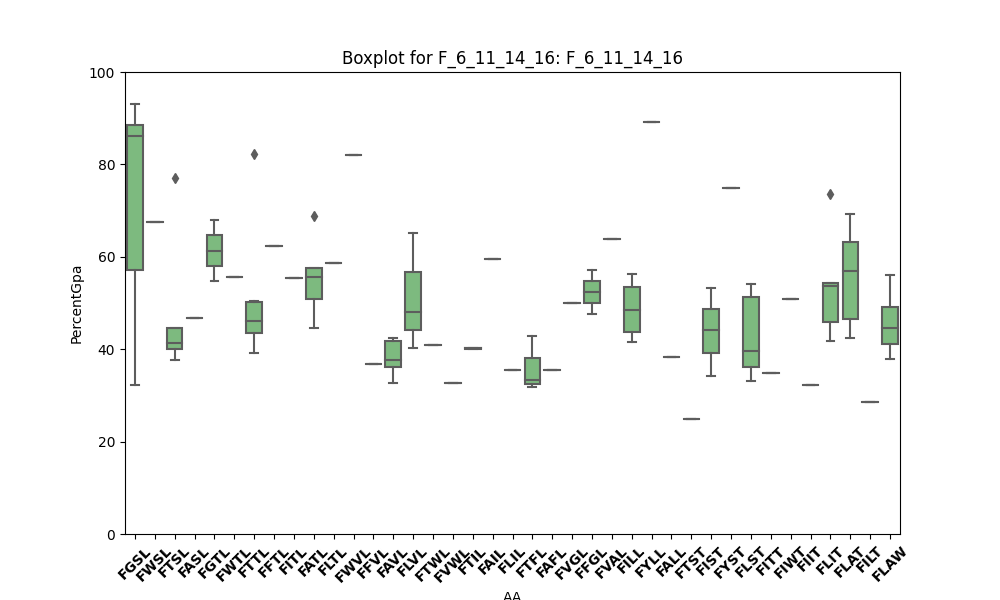 Boxplot for F_6_11_14_16: F_6_11_14_16
PercentGpa
100
80
60
40
20
0
FGSL FWSL FTSL FASL FGTL FWTL FTTL FFTL FITL FATL FLTL FWVL FFVL FAVL FLVL FTWL FVWL FTIL FAIL FLIL FTFL FAFL FVGL FFGL FVAL FILL FYLL FALL FTST FIST FYST FLST FITT FIWT FIIT FLIT FLAT FILT FLAW
AA